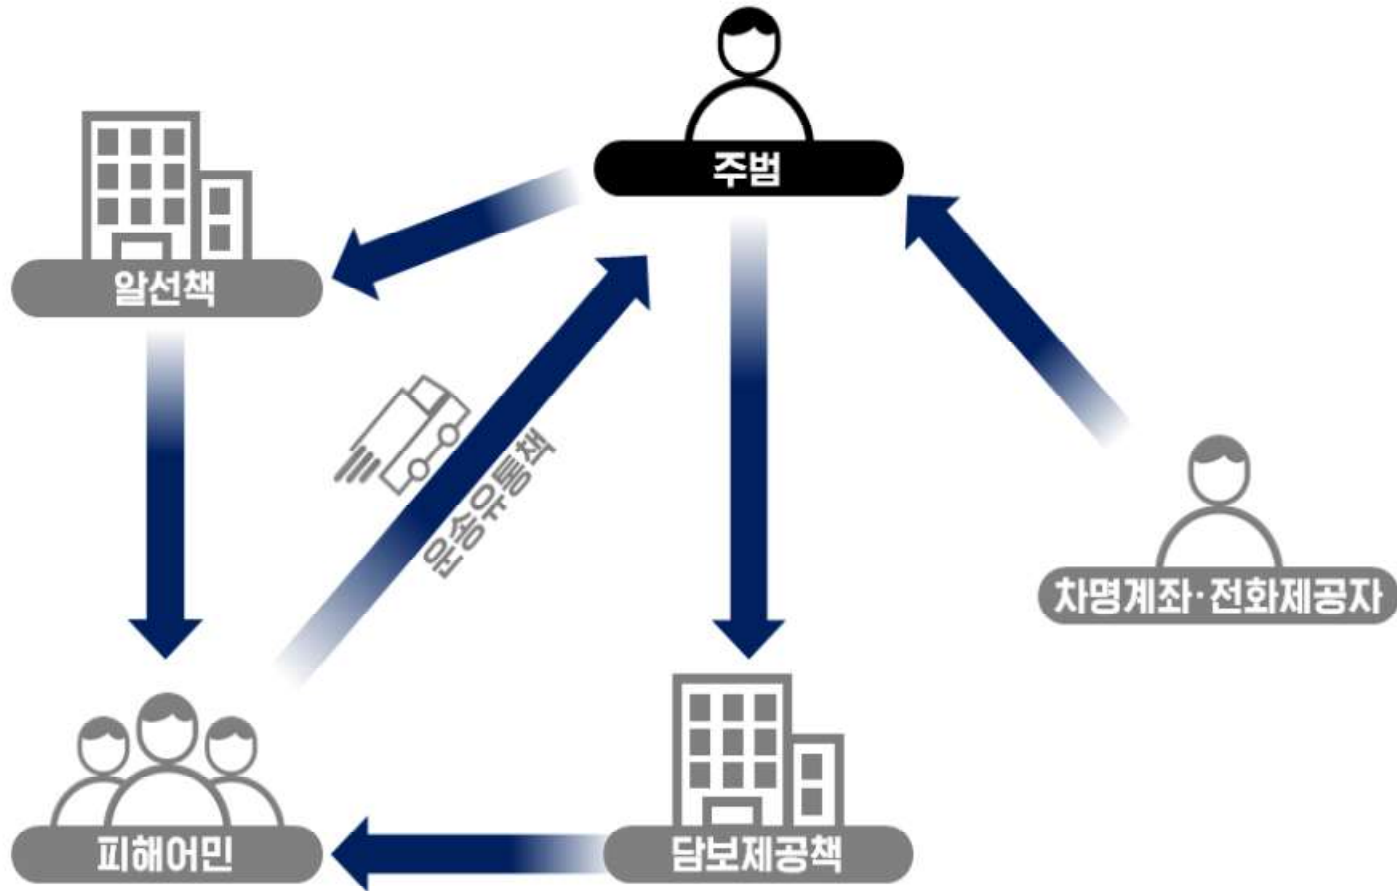 주범
알선책
운송유통책
차명계좌·전화제공자
피해어민
담보제공책